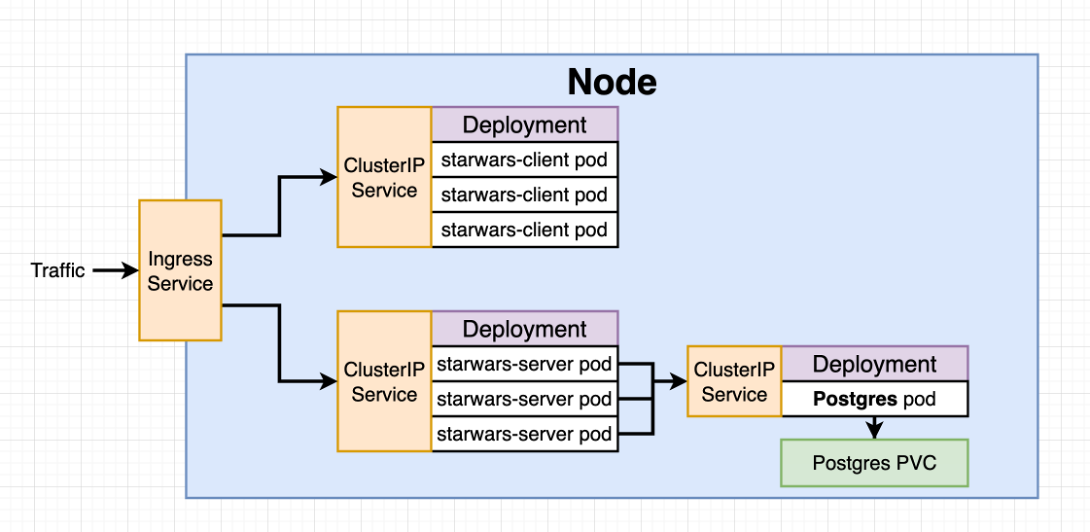 Node
Deployment
ClusterIP
Service
starwars-client pod
starwars-client pod
starwars-client pod
Traffic
Ingress
Service
Deployment
ClusterIP
Service
starwars-server pod
starwars-server pod
starwars-server pod
ClusterIP
Service
Deployment
Postgres pod
Postgres PVC